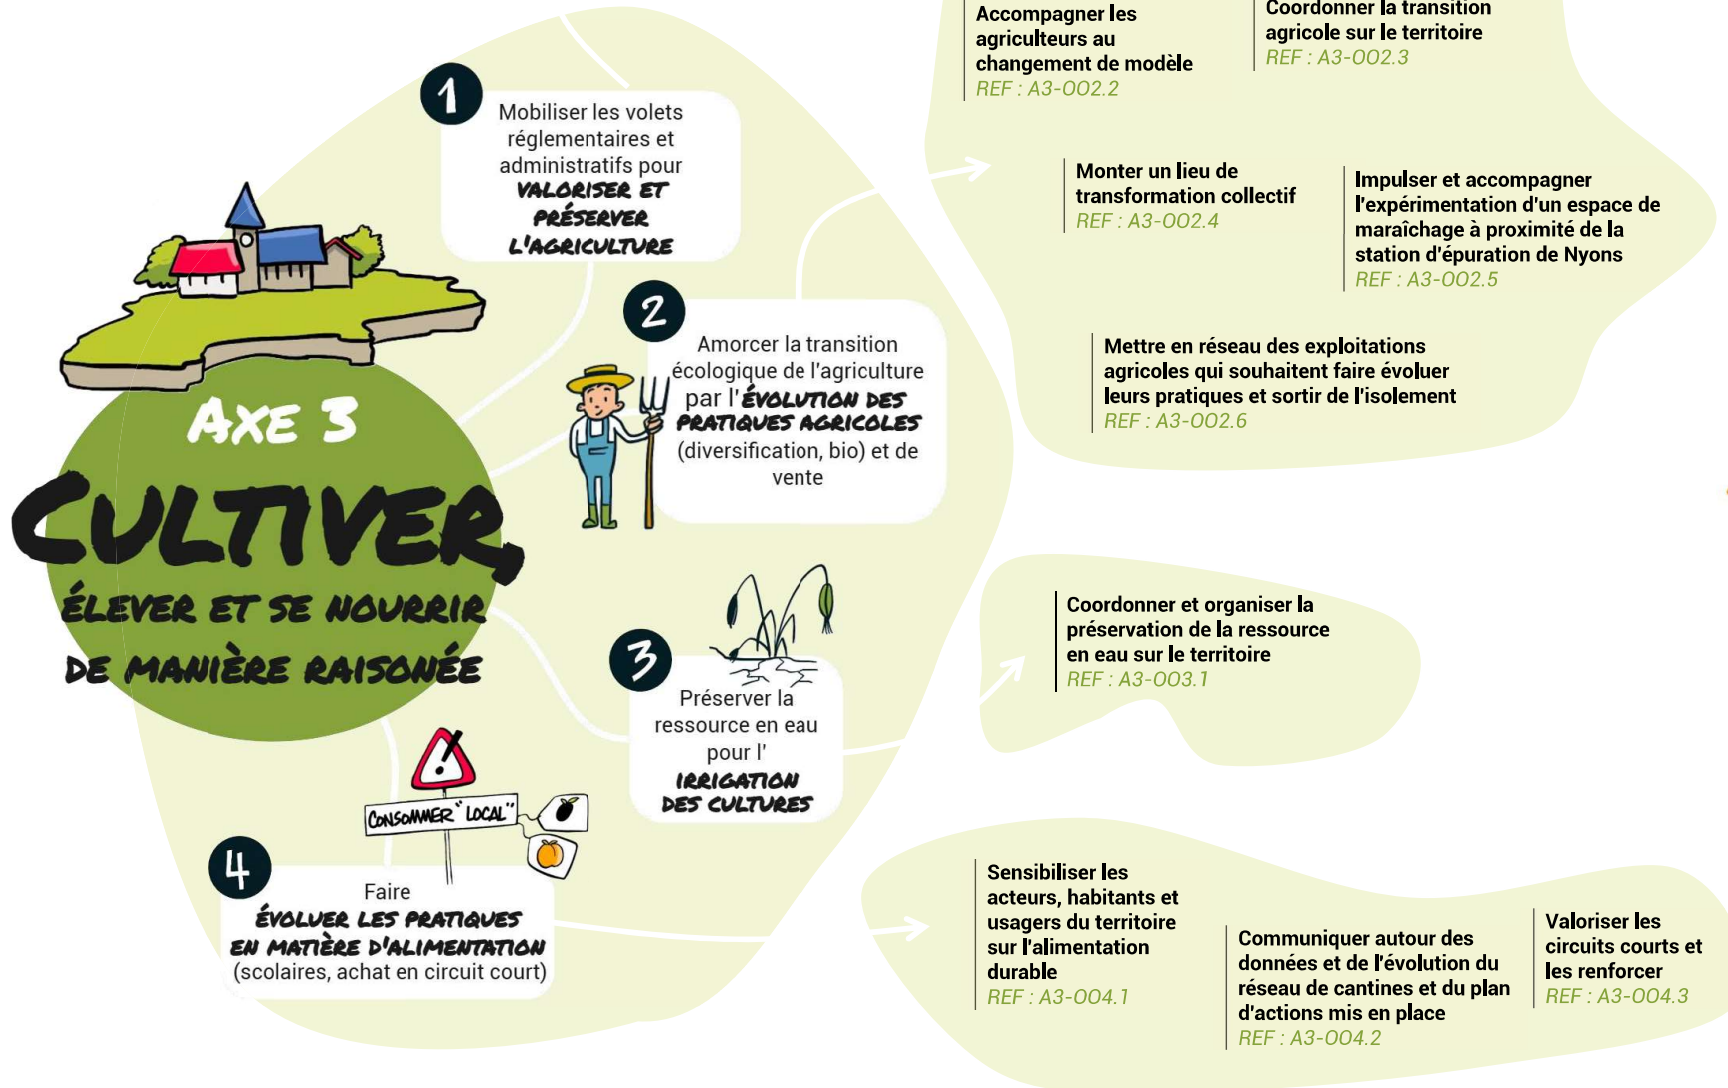 AXE 3
CULTIVER,
ÉLEVER ET SE NOURRIR
DE MANIÈRE RAISONÉE
1
Mobiliser les volets
réglementaires et
administratifs pour
VALORISER ET
PRÉSERVER
L'AGRICULTURE
2
Amorcer la transition
écologique de l'agriculture
par l'ÉVOLUTION DES
PRATIQUES AGRICOLES
(diversification, bio) et de
vente
3
Préserver la
ressource en eau
pour l'
IRRIGATION
DES CULTURES
CONSOMMER "LOCAL"
4
Faire
ÉVOLUER LES PRATIQUES
EN MATIÈRE D'ALIMENTATION
(scolaires, achat en circuit court)
Accompagner les
agriculteurs au
changement de modèle
REF : A3-OO2.2
Coordonner la transition
agricole sur le territoire
REF : A3-OO2.3
Monter un lieu de
transformation collectif
REF : A3-OO2.4
Impulser et accompagner
l'expérimentation d'un espace de
maraîchage à proximité de la
station d'épuration de Nyons
REF : A3-OO2.5
Mettre en réseau des exploitations
agricoles qui souhaitent faire évoluer
leurs pratiques et sortir de l'isolement
REF : A3-OO2.6
Coordonner et organiser la
préservation de la ressource
en eau sur le territoire
REF : A3-OO3.1
Sensibiliser les
acteurs, habitants et
usagers du territoire
sur l'alimentation
durable
REF : A3-OO4.1
Communiquer autour des
données et de l'évolution du
réseau de cantines et du plan
d'actions mis en place
REF : A3-OO4.2
Valoriser les
circuits courts et
les renforcer
REF : A3-OO4.3